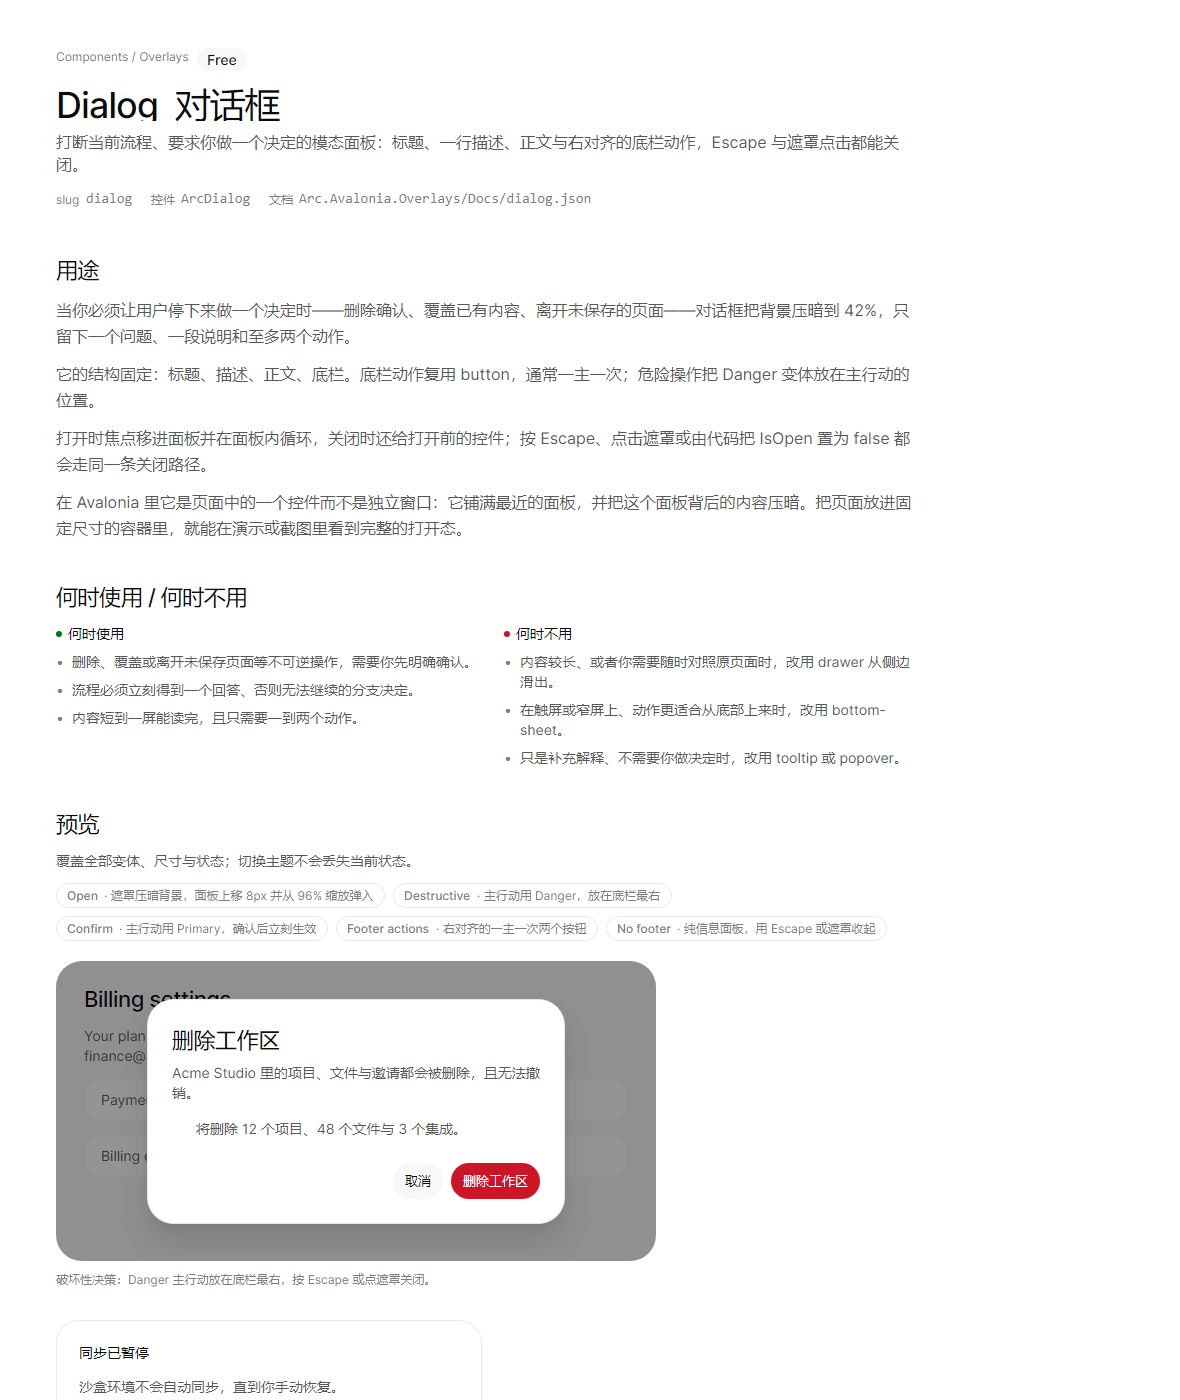 Components / Overlays Free
Dialog 对话框
打断当前流程、要求你做一个决定的模态面板：标题、一行描述、正文与右对齐的底栏动作，Escape 与遮罩点击都能关
闭。
slug dialog 控件 ArcDialog 文档 Arc.Avalonia.Overlays/Docs/dialog.json
用途
当你必须让用户停下来做一个决定时——删除确认、覆盖已有内容、离开未保存的页面——对话框把背景压暗到 42%，只
留下一个问题、一段说明和至多两个动作。
它的结构固定：标题、描述、正文、底栏。底栏动作复用 button，通常一主一次；危险操作把 Danger 变体放在主行动的
位置。
打开时焦点移进面板并在面板内循环，关闭时还给打开前的控件；按 Escape、点击遮罩或由代码把 IsOpen 置为 false 都
会走同一条关闭路径。
在 Avalonia 里它是页面中的一个控件而不是独立窗口：它铺满最近的面板，并把这个面板背后的内容压暗。把页面放进固
定尺寸的容器里，就能在演示或截图里看到完整的打开态。
何时使用 / 何时不用
何时使用
删除、覆盖或离开未保存页面等不可逆操作，需要你先明确确认。
流程必须立刻得到一个回答、否则无法继续的分支决定。
内容短到一屏能读完，且只需要一到两个动作。
何时不用
内容较长、或者你需要随时对照原页面时，改用 drawer 从侧边
滑出。
在触屏或窄屏上、动作更适合从底部上来时，改用 bottom-
sheet。
只是补充解释、不需要你做决定时，改用 tooltip 或 popover。
预览
覆盖全部变体、尺寸与状态；切换主题不会丢失当前状态。
Open · 遮罩压暗背景，面板上移 8px 并从 96% 缩放弹入
Destructive · 主行动用 Danger，放在底栏最右
Confirm · 主行动用 Primary，确认后立刻生效
Footer actions · 右对齐的一主一次两个按钮
No footer · 纯信息面板，用 Escape 或遮罩收起
Billing settings
Your plan
finance@
Payme
Billing
删除工作区
Acme Studio 里的项目、文件与邀请都会被删除，且无法撤
销。
将删除 12 个项目、48 个文件与 3 个集成。
取消 删除工作区
破坏性决策：Danger 主行动放在底栏最右，按 Escape 或点遮罩关闭。
同步已暂停
沙盒环境不会自动同步，直到你手动恢复。